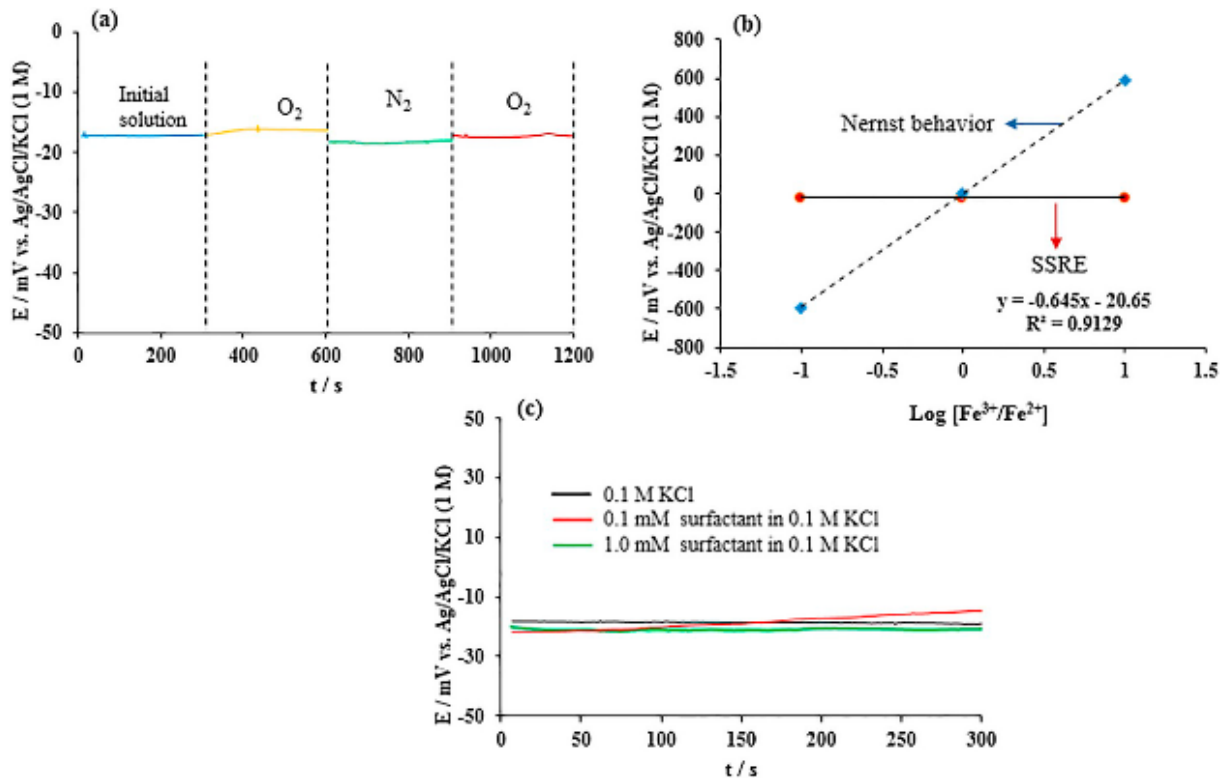 (a)
E / mV vs. Ag/AgCl/KCl (1 M)
0
-10
-20
-30
-40
-50
Initial
solution
O₂
N₂
O₂
0
200
400
600
800
1000
1200
t / s
(b)
E / mV vs. Ag/AgCl/KCl (1 M)
800
600
400
200
0
-200
-400
-600
-800
Nernst behavior
SSRE
y = -0.645x - 20.65
R² = 0.9129
-1.5
-1
-0.5
0
0.5
1
1.5
Log [Fe³⁺/Fe²⁺]
(c)
E / mV vs. Ag/AgCl/KCl (1 M)
50
30
10
-10
-30
-50
0.1 M KCl
0.1 mM surfactant in 0.1 M KCl
1.0 mM surfactant in 0.1 M KCl
0
50
100
150
200
250
300
t / s